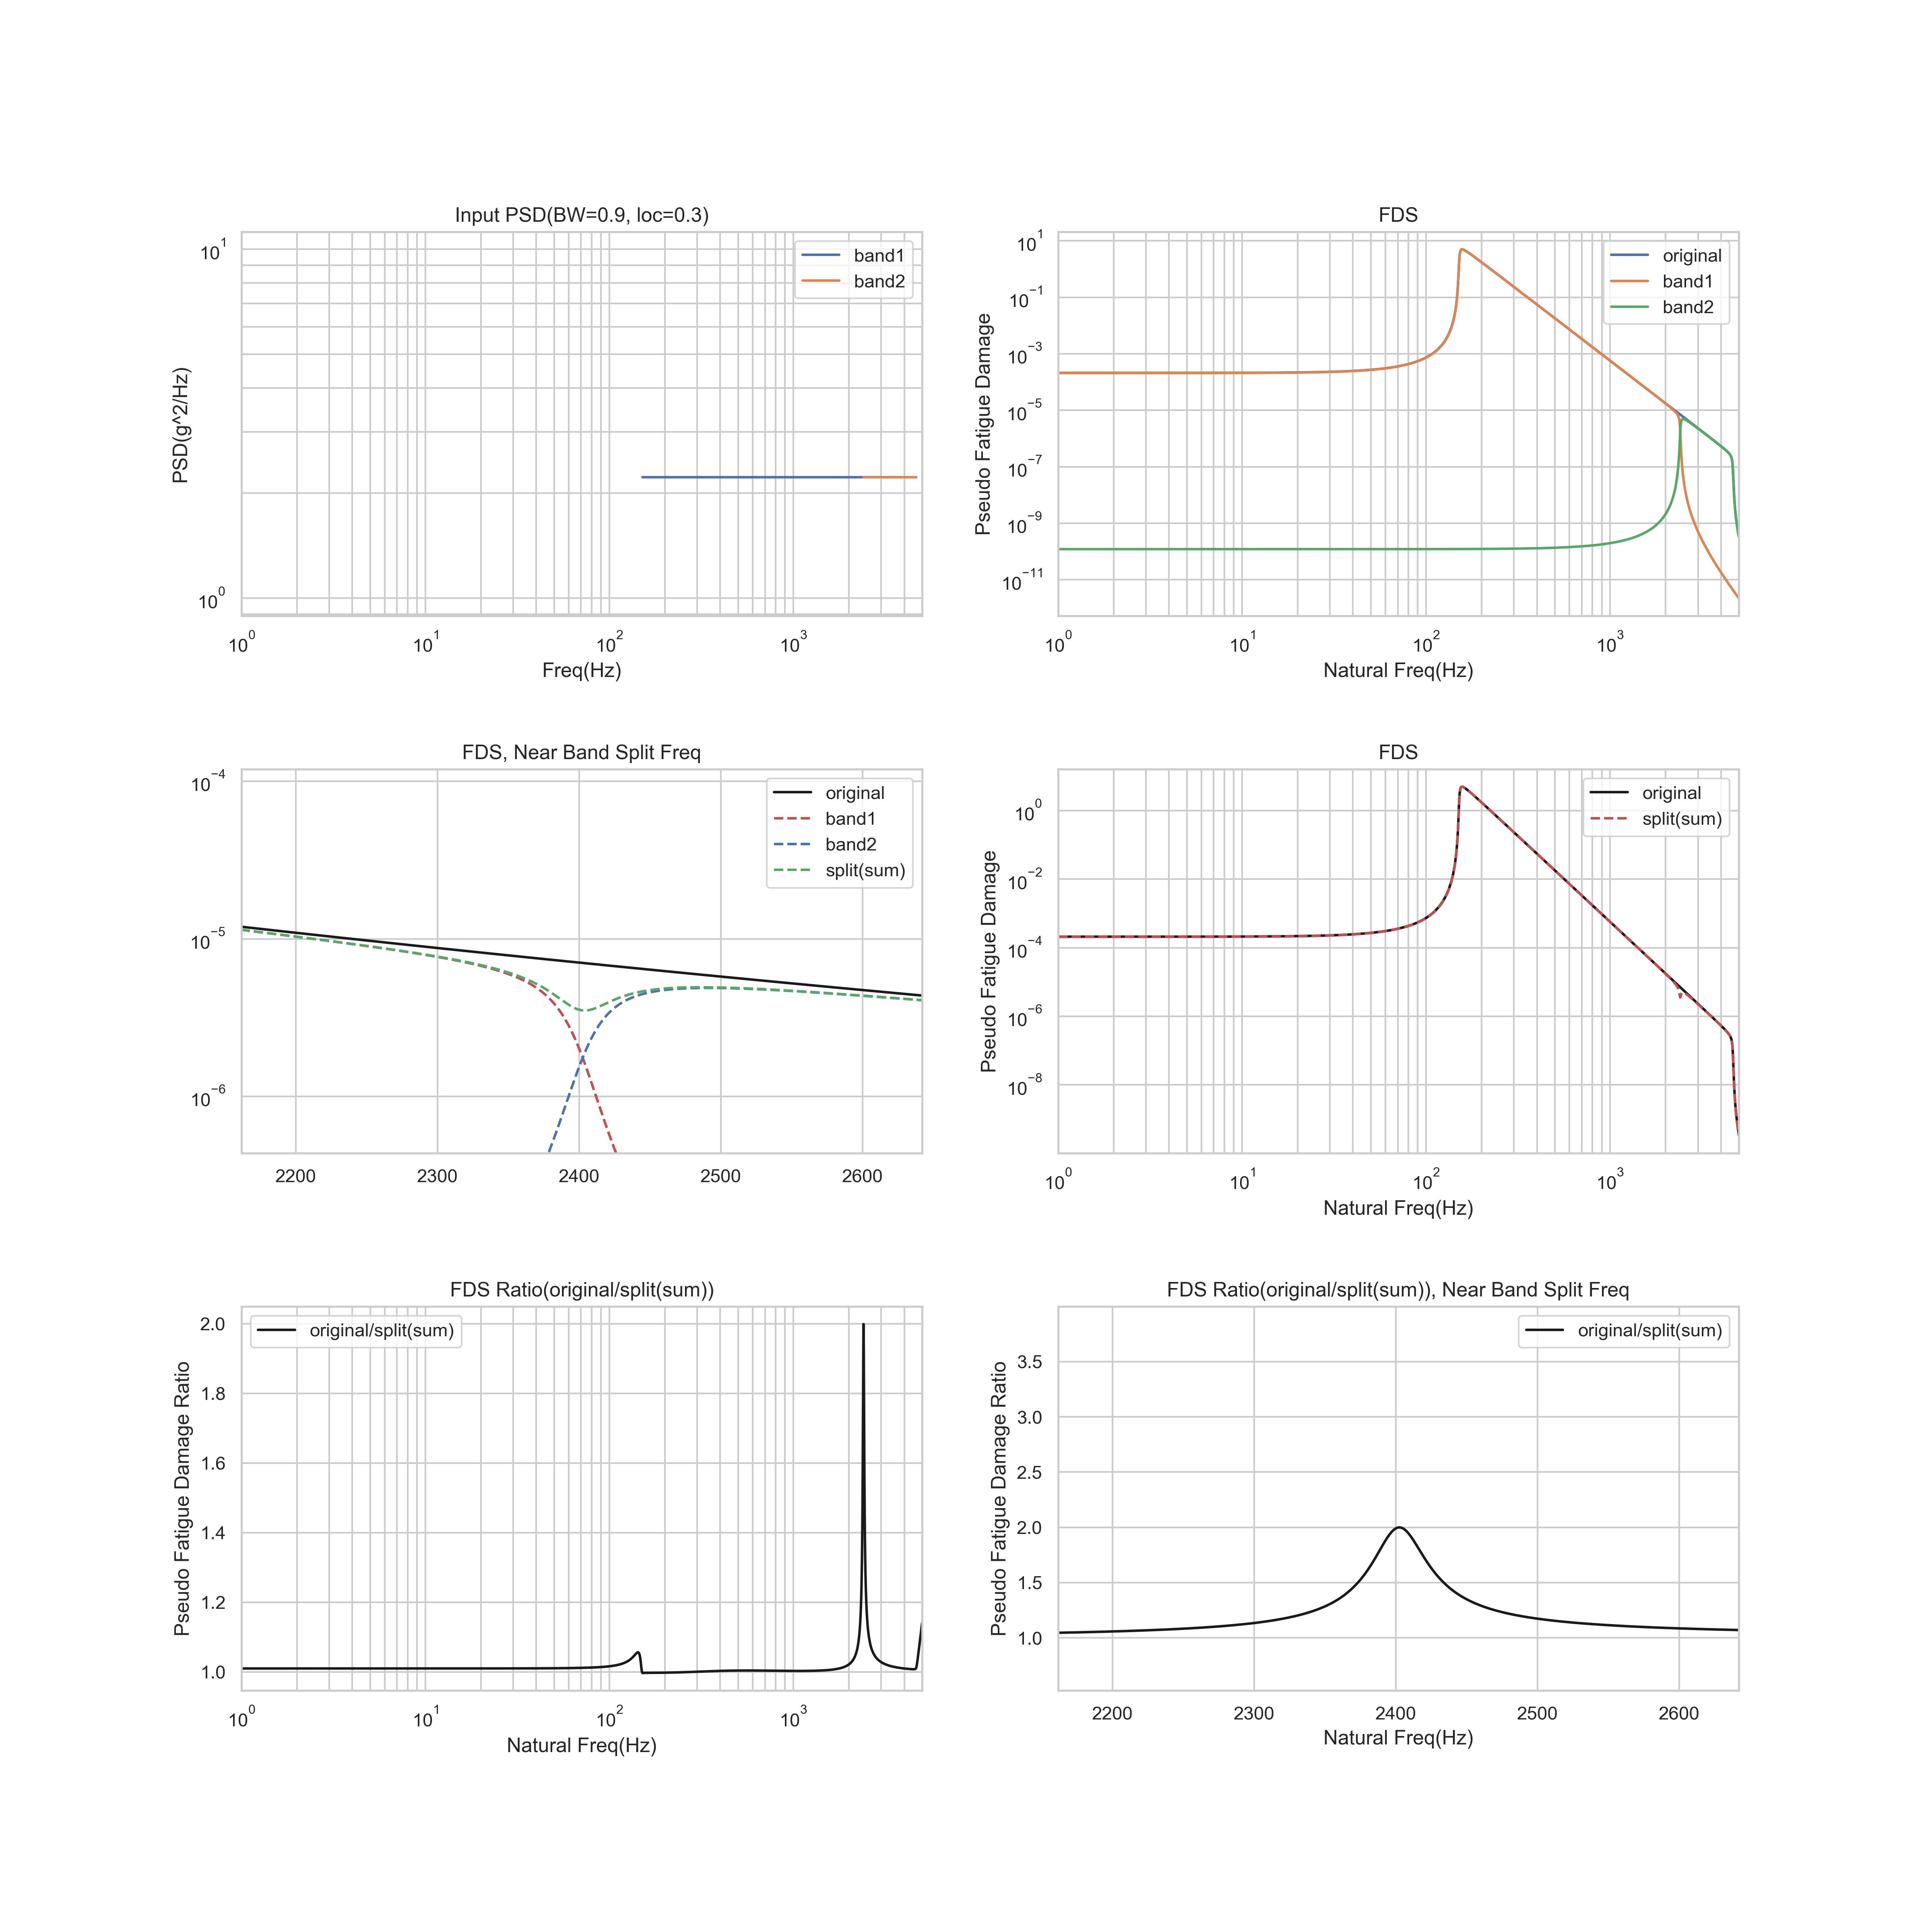 Input PSD(BW=0.9, loc=0.3)
10^1
10^0
PSD(g^2/Hz)
band1
band2
10^0 10^1 10^2 10^3
Freq(Hz)
FDS
10^1
10^−1
10^−3
10^−5
10^−7
10^−9
10^−11
Pseudo Fatigue Damage
original
band1
band2
10^0 10^1 10^2 10^3
Natural Freq(Hz)
FDS, Near Band Split Freq
10^−4
10^−5
10^−6
original
band1
band2
split(sum)
2200 2300 2400 2500 2600
FDS
10^0
10^−2
10^−4
10^−6
10^−8
Pseudo Fatigue Damage
original
split(sum)
10^0 10^1 10^2 10^3
Natural Freq(Hz)
FDS Ratio(original/split(sum))
2.0
1.8
1.6
1.4
1.2
1.0
Pseudo Fatigue Damage Ratio
original/split(sum)
10^0 10^1 10^2 10^3
Natural Freq(Hz)
FDS Ratio(original/split(sum)), Near Band Split Freq
3.5
3.0
2.5
2.0
1.5
1.0
Pseudo Fatigue Damage Ratio
original/split(sum)
2200 2300 2400 2500 2600
Natural Freq(Hz)